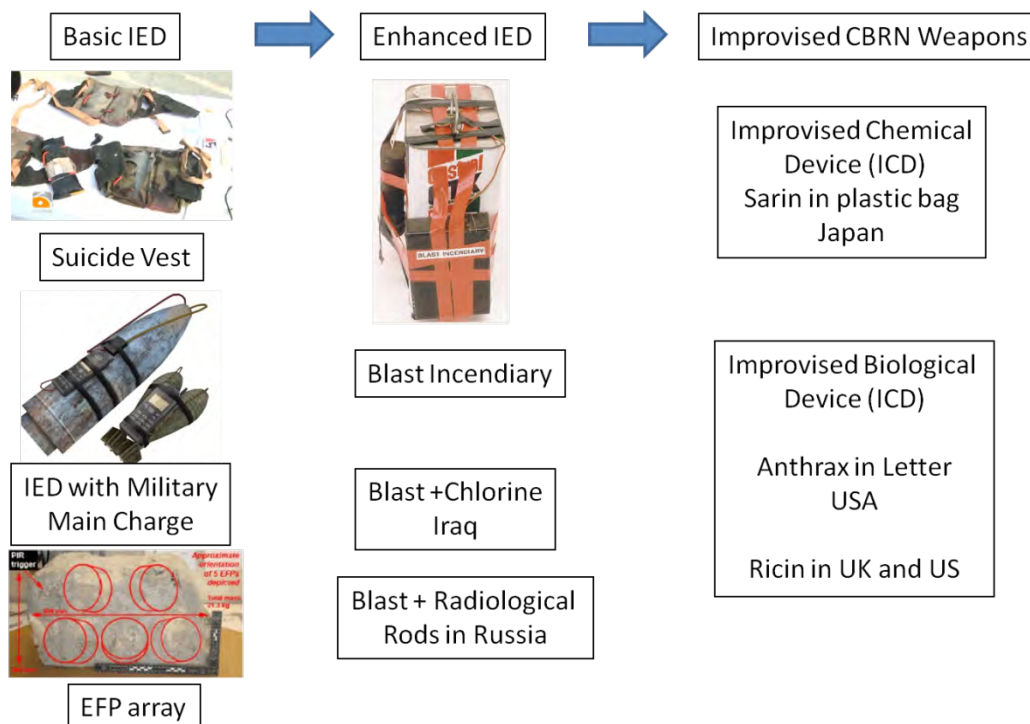 Basic IED
Enhanced IED
Improvised CBRN Weapons
Suicide Vest
IED with Military
Main Charge
PIR
trigger
Approximate
orientation
of 5 EFPs
depicted
Total mass
EFP array
BLAST INCENDIARY
Blast Incendiary
Blast +Chlorine
Iraq
Blast + Radiological
Rods in Russia
Improvised Chemical
Device (ICD)
Sarin in plastic bag
Japan
Improvised Biological
Device (ICD)
Anthrax in Letter
USA
Ricin in UK and US